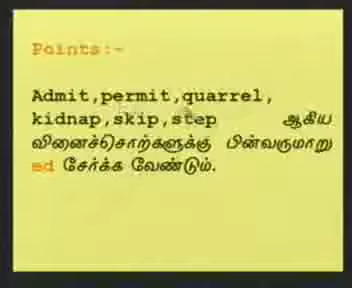 Points:-
Admit,permit,quarrel,
kidnap,skip,step ஆகிய
வினைச்சொற்களுக்கு பின்வருமாறு
ed சேர்க்க வேண்டும்.